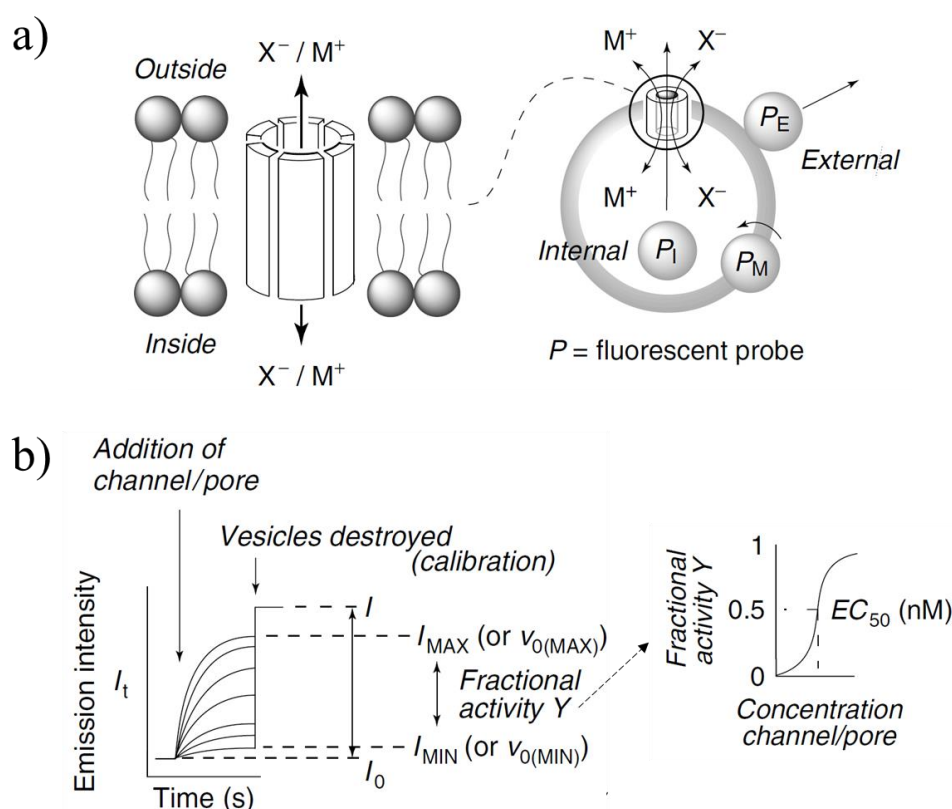 a)
Outside
X⁻ / M⁺
Inside
X⁻ / M⁺
M⁺ X⁻
P_E
External
M⁺ X⁻
Internal
P_I
P_M
P = fluorescent probe
b)
Addition of
channel/pore
Vesicles destroyed
(calibration)
Emission intensity
I_t
I
I_MAX (or v_0(MAX))
Fractional
activity Y
I_MIN (or v_0(MIN))
I_0
Time (s)
Fractional
activity Y
1
0.5
0
EC_50 (nM)
Concentration
channel/pore